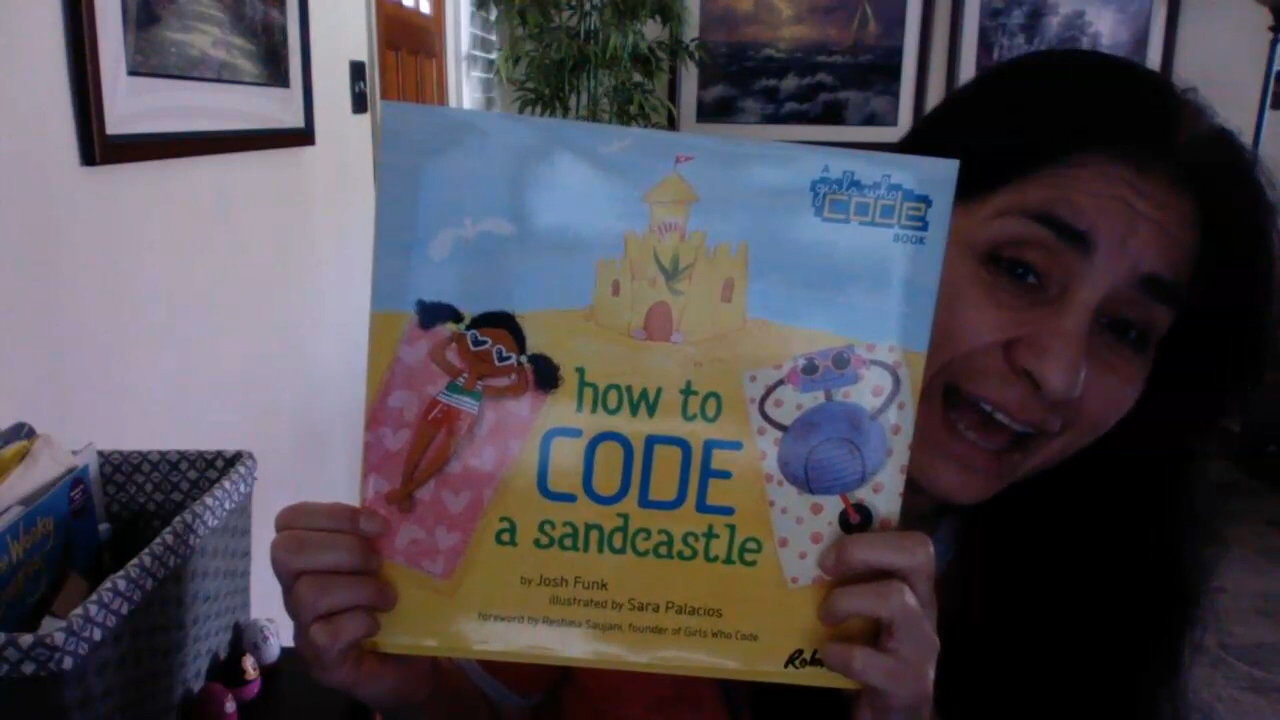 A
girls who
CODE
BOOK
how to
CODE
a sandcastle
by Josh Funk
illustrated by Sara Palacios
foreword by Reshma Saujani, founder of Girls Who Code
Wonky